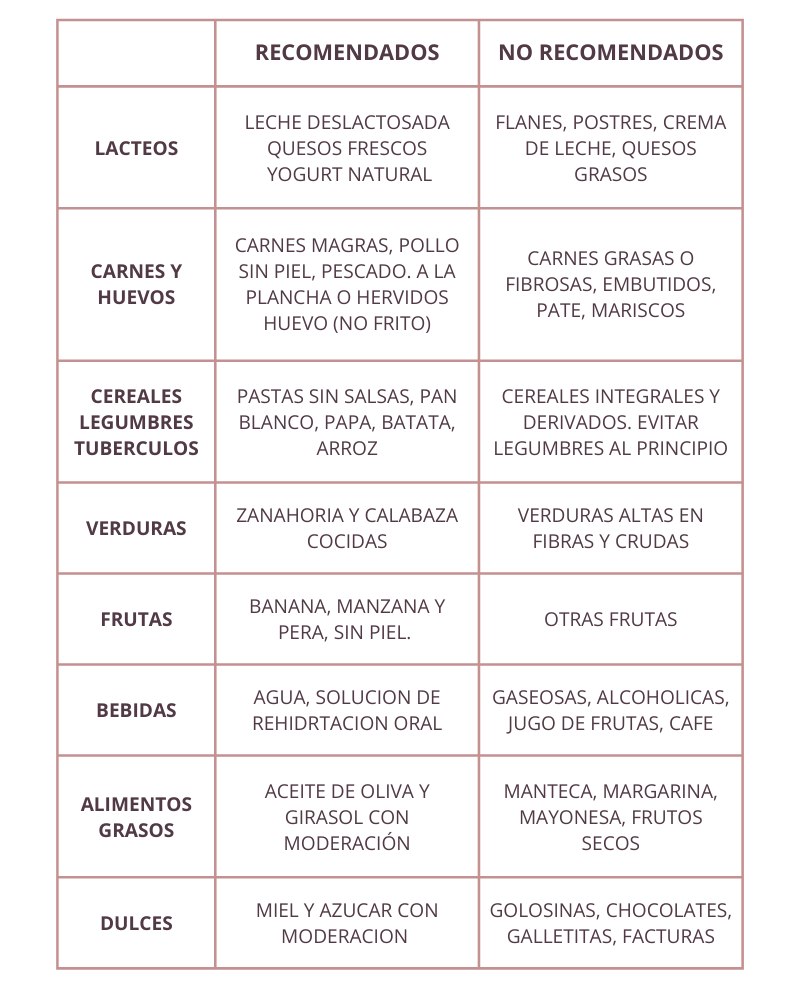 RECOMENDADOS
NO RECOMENDADOS
LACTEOS
LECHE DESLACTOSADA
QUESOS FRESCOS
YOGURT NATURAL
FLANES, POSTRES, CREMA
DE LECHE, QUESOS
GRASOS
CARNES Y
HUEVOS
CARNES MAGRAS, POLLO
SIN PIEL, PESCADO. A LA
PLANCHA O HERVIDOS
HUEVO (NO FRITO)
CARNES GRASAS O
FIBROSAS, EMBUTIDOS,
PATE, MARISCOS
CEREALES
LEGUMBRES
TUBERCULOS
PASTAS SIN SALSAS, PAN
BLANCO, PAPA, BATATA,
ARROZ
CEREALES INTEGRALES Y
DERIVADOS. EVITAR
LEGUMBRES AL PRINCIPIO
VERDURAS
ZANAHORIA Y CALABAZA
COCIDAS
VERDURAS ALTAS EN
FIBRAS Y CRUDAS
FRUTAS
BANANA, MANZANA Y
PERA, SIN PIEL.
OTRAS FRUTAS
BEBIDAS
AGUA, SOLUCION DE
REHIDRTACION ORAL
GASEOSAS, ALCOHOLICAS,
JUGO DE FRUTAS, CAFE
ALIMENTOS
GRASOS
ACEITE DE OLIVA Y
GIRASOL CON
MODERACIÓN
MANTECA, MARGARINA,
MAYONESA, FRUTOS
SECOS
DULCES
MIEL Y AZUCAR CON
MODERACION
GOLOSINAS, CHOCOLATES,
GALLETITAS, FACTURAS